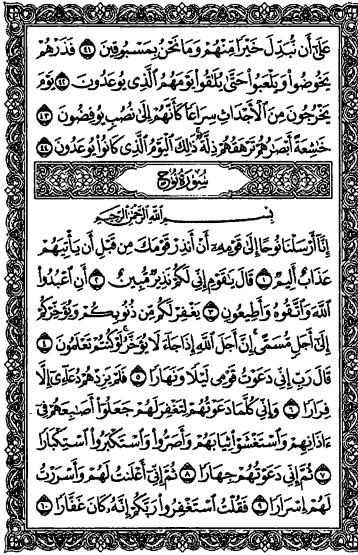 عَلَىٰٓ أَن نُّبَدِّلَ خَيْرًا مِّنْهُمْ وَمَا نَحْنُ بِمَسْبُوقِينَ ٤١ فَذَرْهُمْ
يَخُوضُوا۟ وَيَلْعَبُوا۟ حَتَّىٰ يُلَٰقُوا۟ يَوْمَهُمُ ٱلَّذِى يُوعَدُونَ ٤٢ يَوْمَ
يَخْرُجُونَ مِنَ ٱلْأَجْدَاثِ سِرَاعًا كَأَنَّهُمْ إِلَىٰ نُصُبٍ يُوفِضُونَ ٤٣
خَٰشِعَةً أَبْصَٰرُهُمْ تَرْهَقُهُمْ ذِلَّةٌ ۚ ذَٰلِكَ ٱلْيَوْمُ ٱلَّذِى كَانُوا۟ يُوعَدُونَ ٤٤
سُورَةُ نُوحٍ
بِسْمِ ٱللَّهِ ٱلرَّحْمَٰنِ ٱلرَّحِيمِ
إِنَّآ أَرْسَلْنَا نُوحًا إِلَىٰ قَوْمِهِۦٓ أَنْ أَنذِرْ قَوْمَكَ مِن قَبْلِ أَن يَأْتِيَهُمْ
عَذَابٌ أَلِيمٌ ١ قَالَ يَٰقَوْمِ إِنِّى لَكُمْ نَذِيرٌ مُّبِينٌ ٢ أَنِ ٱعْبُدُوا۟
ٱللَّهَ وَٱتَّقُوهُ وَأَطِيعُونِ ٣ يَغْفِرْ لَكُم مِّن ذُنُوبِكُمْ وَيُؤَخِّرْكُمْ
إِلَىٰٓ أَجَلٍ مُّسَمًّى ۚ إِنَّ أَجَلَ ٱللَّهِ إِذَا جَآءَ لَا يُؤَخَّرُ ۖ لَوْ كُنتُمْ تَعْلَمُونَ ٤
قَالَ رَبِّ إِنِّى دَعَوْتُ قَوْمِى لَيْلًا وَنَهَارًا ٥ فَلَمْ يَزِدْهُمْ دُعَآءِىٓ إِلَّا
فِرَارًا ٦ وَإِنِّى كُلَّمَا دَعَوْتُهُمْ لِتَغْفِرَ لَهُمْ جَعَلُوٓا۟ أَصَٰبِعَهُمْ فِىٓ
ءَاذَانِهِمْ وَٱسْتَغْشَوْا۟ ثِيَابَهُمْ وَأَصَرُّوا۟ وَٱسْتَكْبَرُوا۟ ٱسْتِكْبَارًا
٧ ثُمَّ إِنِّى دَعَوْتُهُمْ جِهَارًا ٨ ثُمَّ إِنِّىٓ أَعْلَنتُ لَهُمْ وَأَسْرَرْتُ
لَهُمْ إِسْرَارًا ٩ فَقُلْتُ ٱسْتَغْفِرُوا۟ رَبَّكُمْ إِنَّهُۥ كَانَ غَفَّارًا ١٠